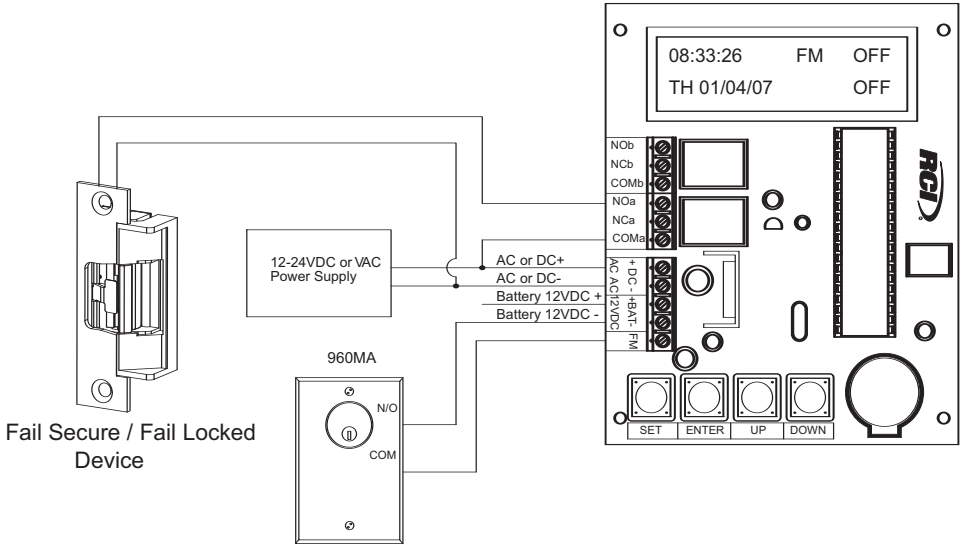 08:33:26 FM OFF
TH 01/04/07 OFF
RCI
NOb
NCb
COMb
NOa
NCa
COMa
12-24VDC or VAC
Power Supply
AC or DC+
AC or DC-
Battery 12VDC +
Battery 12VDC -
AC AC 12VDC
+ DC - +BAT- FM
960MA
N/O
COM
SET ENTER UP DOWN
Fail Secure / Fail Locked
Device